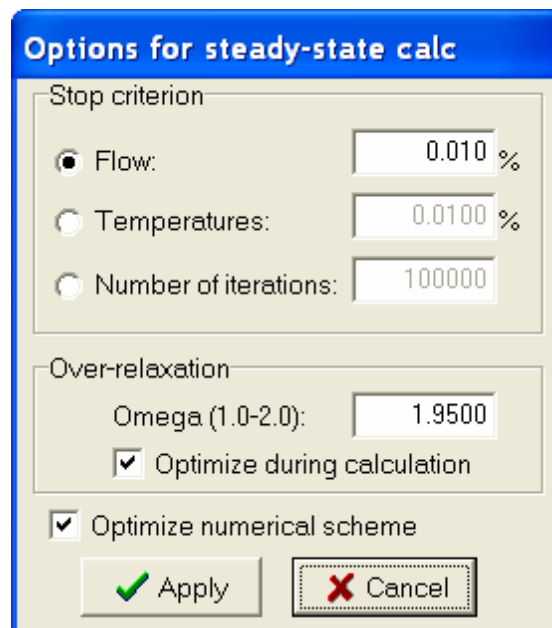 Options for steady-state calc
Stop criterion
Flow: 0.010 %
Temperatures: 0.0100 %
Number of iterations: 100000
Over-relaxation
Omega (1.0-2.0): 1.9500
Optimize during calculation
Optimize numerical scheme
Apply Cancel